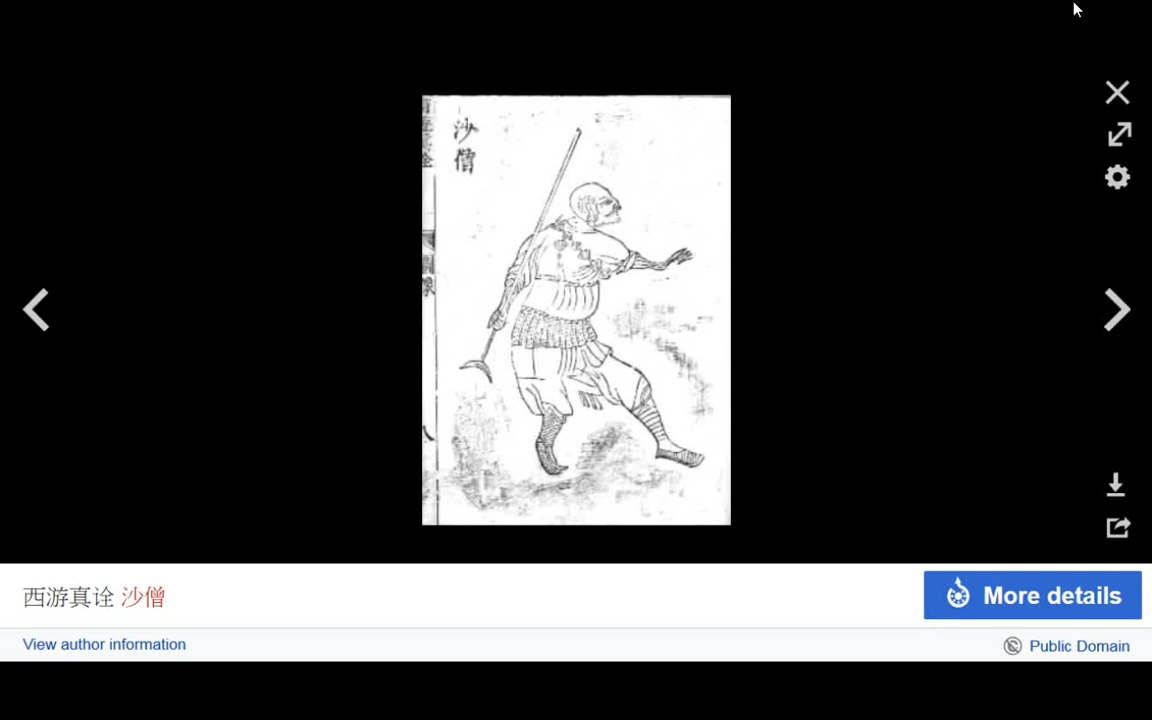 沙僧
西游真诠 沙僧
More details
View author information
Public Domain